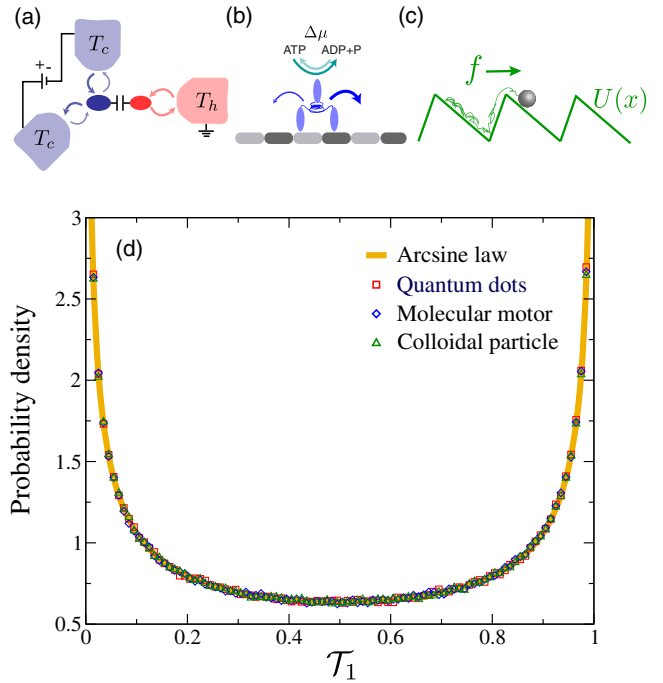 (a)
(b)
(c)
T_c
+ -
T_c
T_h
Δμ
ATP ADP+P
f
U(x)
(d)
Arcsine law
Quantum dots
Molecular motor
Colloidal particle
Probability density
3
2.5
2
1.5
1
0.5
0 0.2 0.4 0.6 0.8 1
𝒯_1